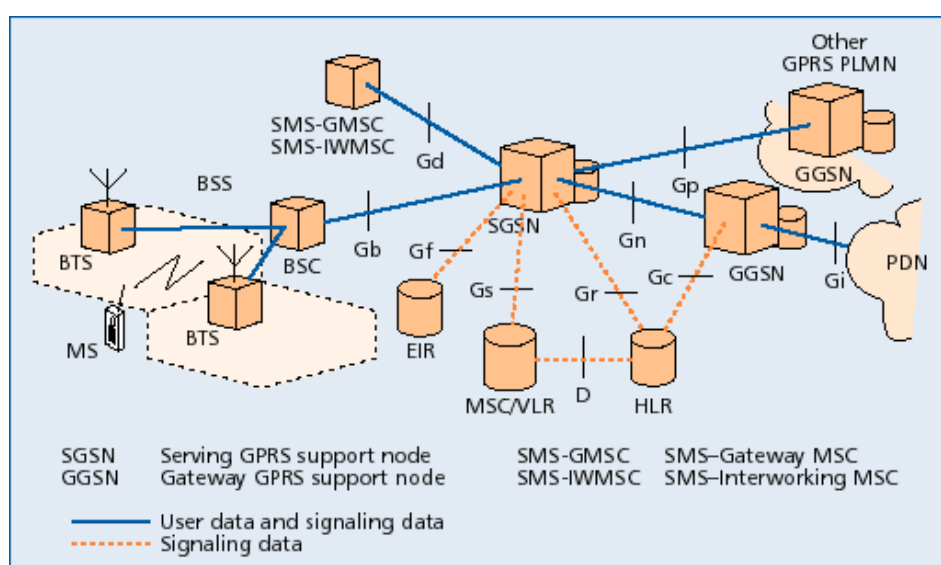 Other
GPRS PLMN
SMS-GMSC
SMS-IWMSC
Gd
GGSN
Gp
BSS
SGSN
Gn
BTS
BSC
Gb
Gf
GGSN
Gi
PDN
Gs
Gr
Gc
MS
BTS
EIR
MSC/VLR
D
HLR
SGSN Serving GPRS support node
GGSN Gateway GPRS support node
SMS-GMSC SMS–Gateway MSC
SMS-IWMSC SMS–Interworking MSC
User data and signaling data
Signaling data